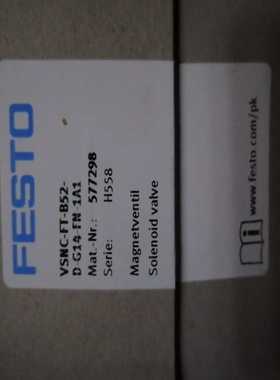 FESTO
VSNC-FT-B52-
D-G14-FN-1A1
Mat.-Nr.: 577298
Serie: H558
Magnetventil
Solenoid valve
www.festo.com/pk